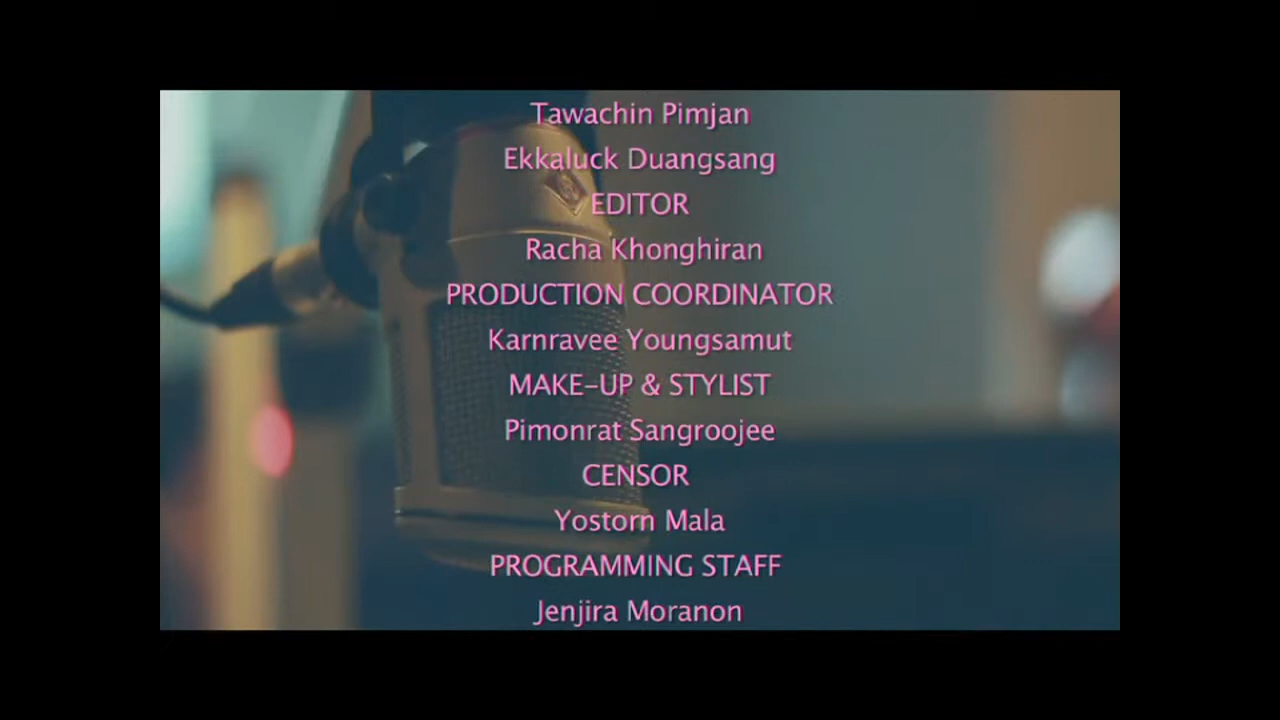 Tawachin Pimjan
Ekkaluck Duangsang
EDITOR
Racha Khonghiran
PRODUCTION COORDINATOR
Karnravee Youngsamut
MAKE-UP & STYLIST
Pimonrat Sangroojee
CENSOR
Yostorn Mala
PROGRAMMING STAFF
Jenjira Moranon